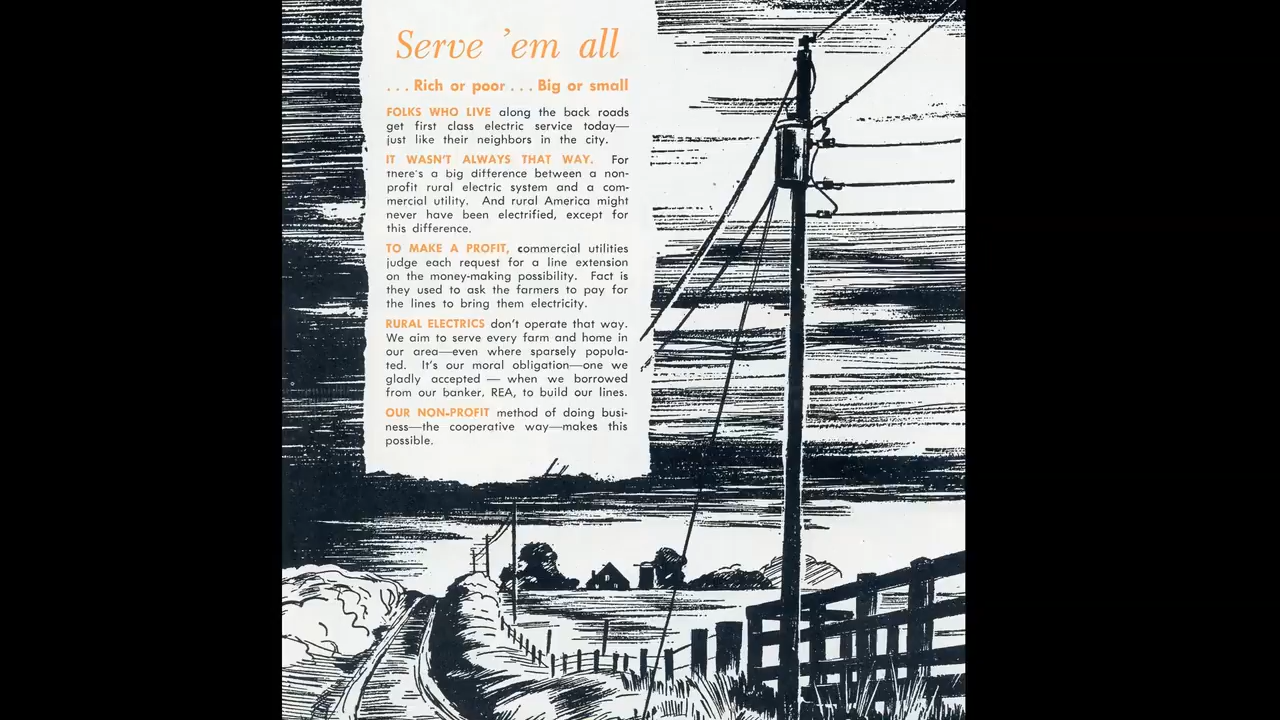 Serve 'em all
...Rich or poor...Big or small
FOLKS WHO LIVE along the back roads
get first class electric service today—
just like their neighbors in the city.
IT WASN'T ALWAYS THAT WAY. For
there's a big difference between a non-
profit rural electric system and a com-
mercial utility. And rural America might
never have been electrified, except for
this difference.
TO MAKE A PROFIT, commercial utilities
judge each request for a line extension
on the money-making possibility. Fact is
they used to ask the farmers to pay for
the lines to bring them electricity.
RURAL ELECTRICS don't operate that way.
We aim to serve every farm and home in
our area—even where sparsely popula-
ted. It's our moral obligation—one we
gladly accepted — when we borrowed
from our banker, REA, to build our lines.
OUR NON-PROFIT method of doing busi-
ness—the cooperative way—makes this
possible.